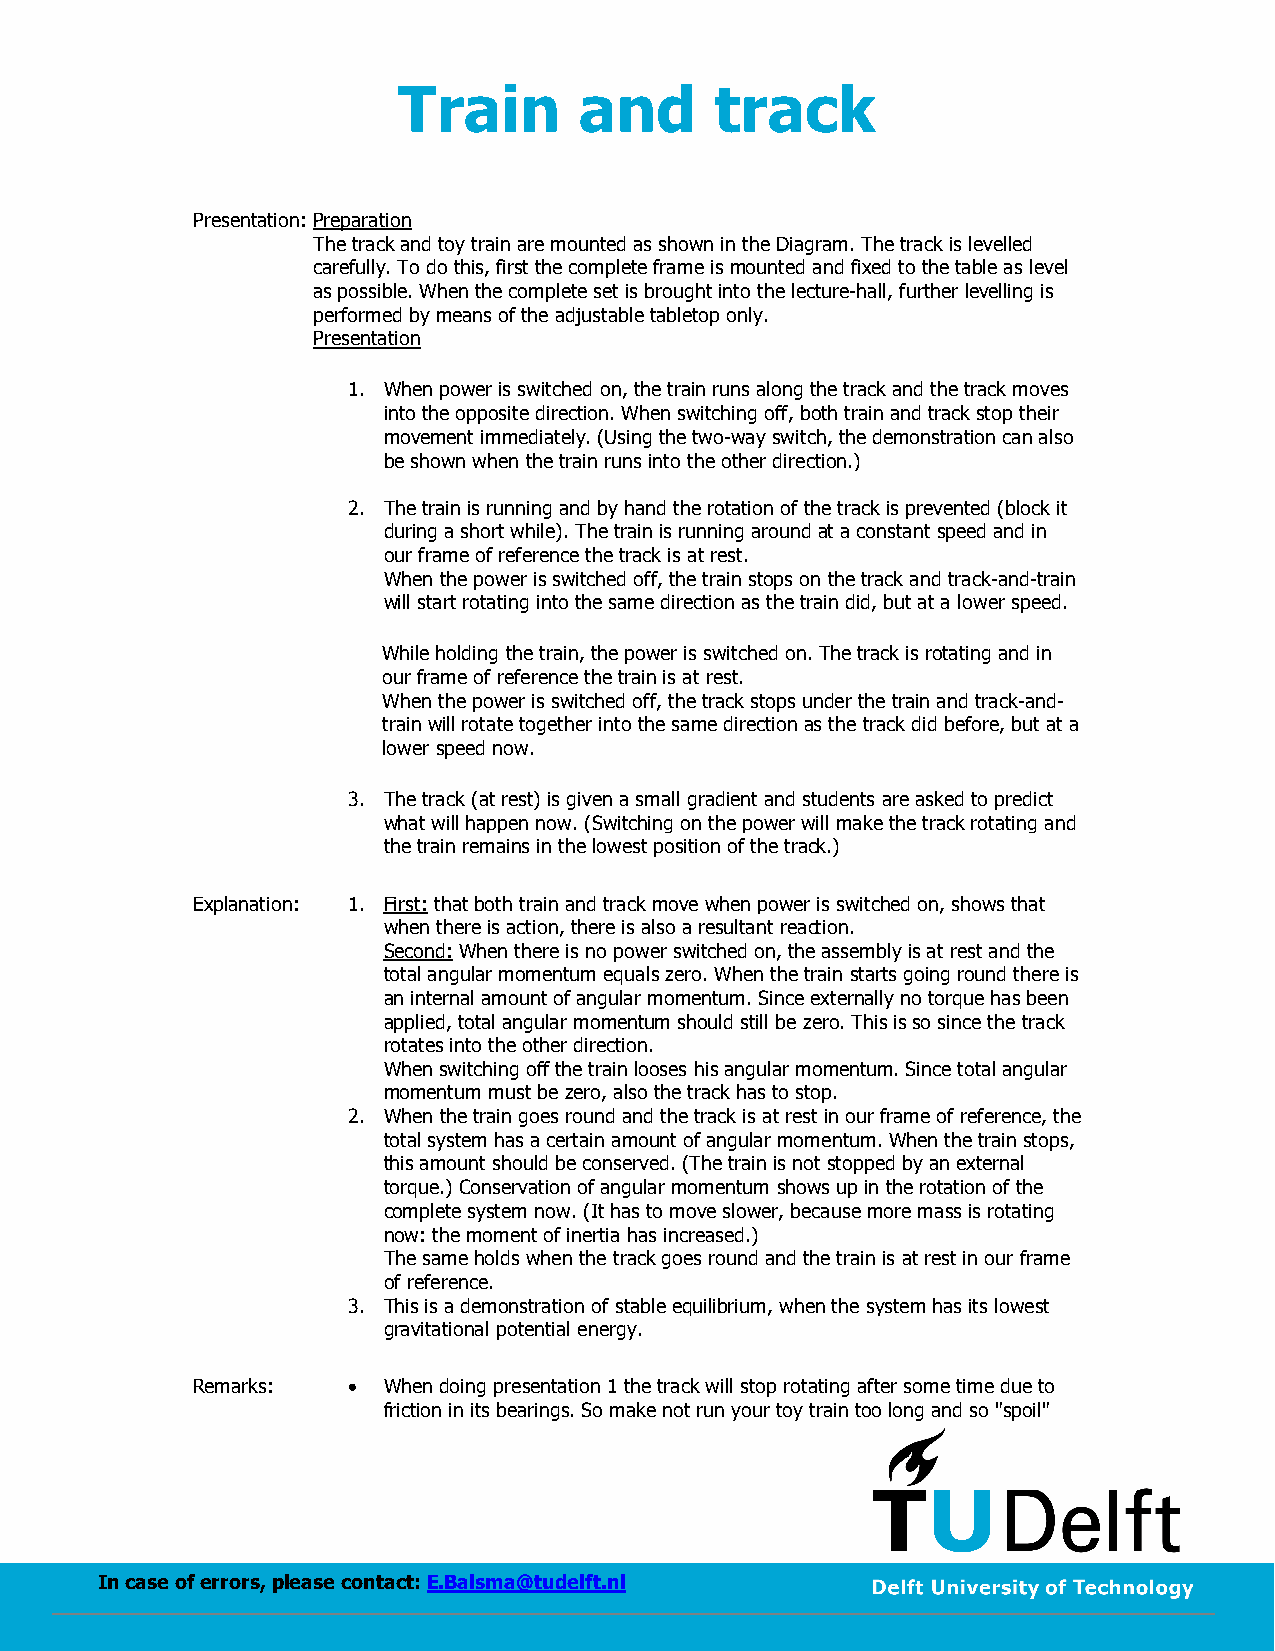 Train and track
Presentation: Preparation
The track and toy train are mounted as shown in the Diagram. The track is levelled
carefully. To do this, first the complete frame is mounted and fixed to the table as level
as possible. When the complete set is brought into the lecture-hall, further levelling is
performed by means of the adjustable tabletop only.
Presentation
1. When power is switched on, the train runs along the track and the track moves
into the opposite direction. When switching off, both train and track stop their
movement immediately. (Using the two-way switch, the demonstration can also
be shown when the train runs into the other direction.)
2. The train is running and by hand the rotation of the track is prevented (block it
during a short while). The train is running around at a constant speed and in
our frame of reference the track is at rest.
When the power is switched off, the train stops on the track and track-and-train
will start rotating into the same direction as the train did, but at a lower speed.
While holding the train, the power is switched on. The track is rotating and in
our frame of reference the train is at rest.
When the power is switched off, the track stops under the train and track-and-
train will rotate together into the same direction as the track did before, but at a
lower speed now.
3. The track (at rest) is given a small gradient and students are asked to predict
what will happen now. (Switching on the power will make the track rotating and
the train remains in the lowest position of the track.)
Explanation: 1. First: that both train and track move when power is switched on, shows that
when there is action, there is also a resultant reaction.
Second: When there is no power switched on, the assembly is at rest and the
total angular momentum equals zero. When the train starts going round there is
an internal amount of angular momentum. Since externally no torque has been
applied, total angular momentum should still be zero. This is so since the track
rotates into the other direction.
When switching off the train looses his angular momentum. Since total angular
momentum must be zero, also the track has to stop.
2. When the train goes round and the track is at rest in our frame of reference, the
total system has a certain amount of angular momentum. When the train stops,
this amount should be conserved. (The train is not stopped by an external
torque.) Conservation of angular momentum shows up in the rotation of the
complete system now. (It has to move slower, because more mass is rotating
now: the moment of inertia has increased.)
The same holds when the track goes round and the train is at rest in our frame
of reference.
3. This is a demonstration of stable equilibrium, when the system has its lowest
gravitational potential energy.
Remarks: • When doing presentation 1 the track will stop rotating after some time due to
friction in its bearings. So make not run your toy train too long and so "spoil"
TUDelft
In case of errors, please contact: E.Balsma@tudelft.nl
Delft University of Technology